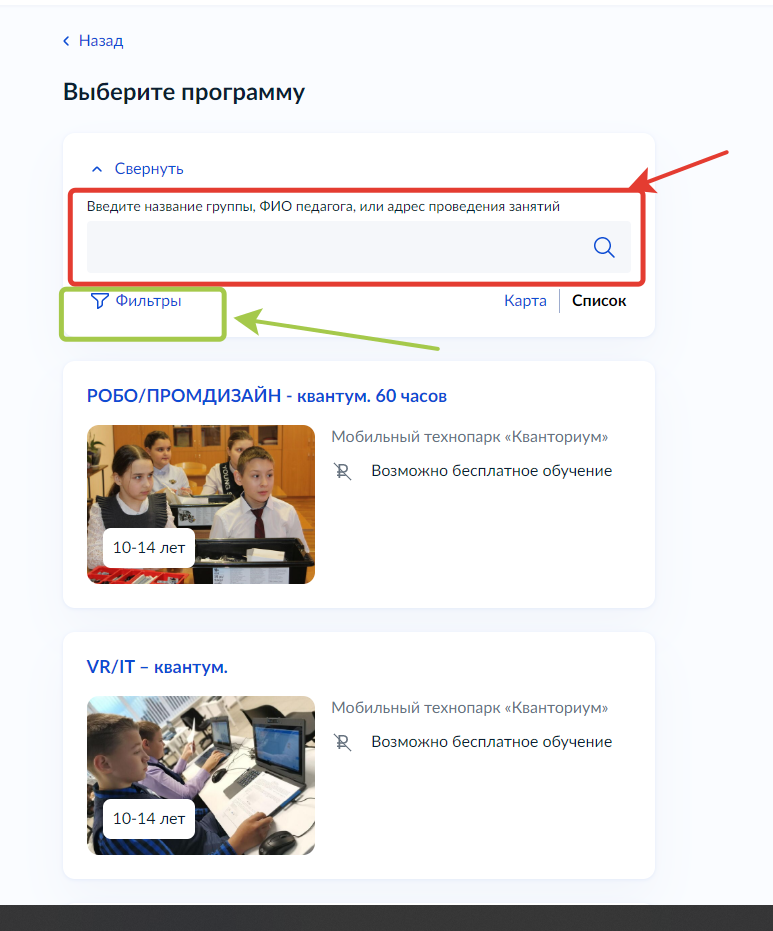 Назад
Выберите программу
Свернуть
Введите название группы, ФИО педагога, или адрес проведения занятий
Фильтры
Карта
Список
РОБО/ПРОМДИЗАЙН - квантум. 60 часов
Мобильный технопарк «Кванториум»
Возможно бесплатное обучение
10-14 лет
VR/IT – квантум.
Мобильный технопарк «Кванториум»
Возможно бесплатное обучение
10-14 лет